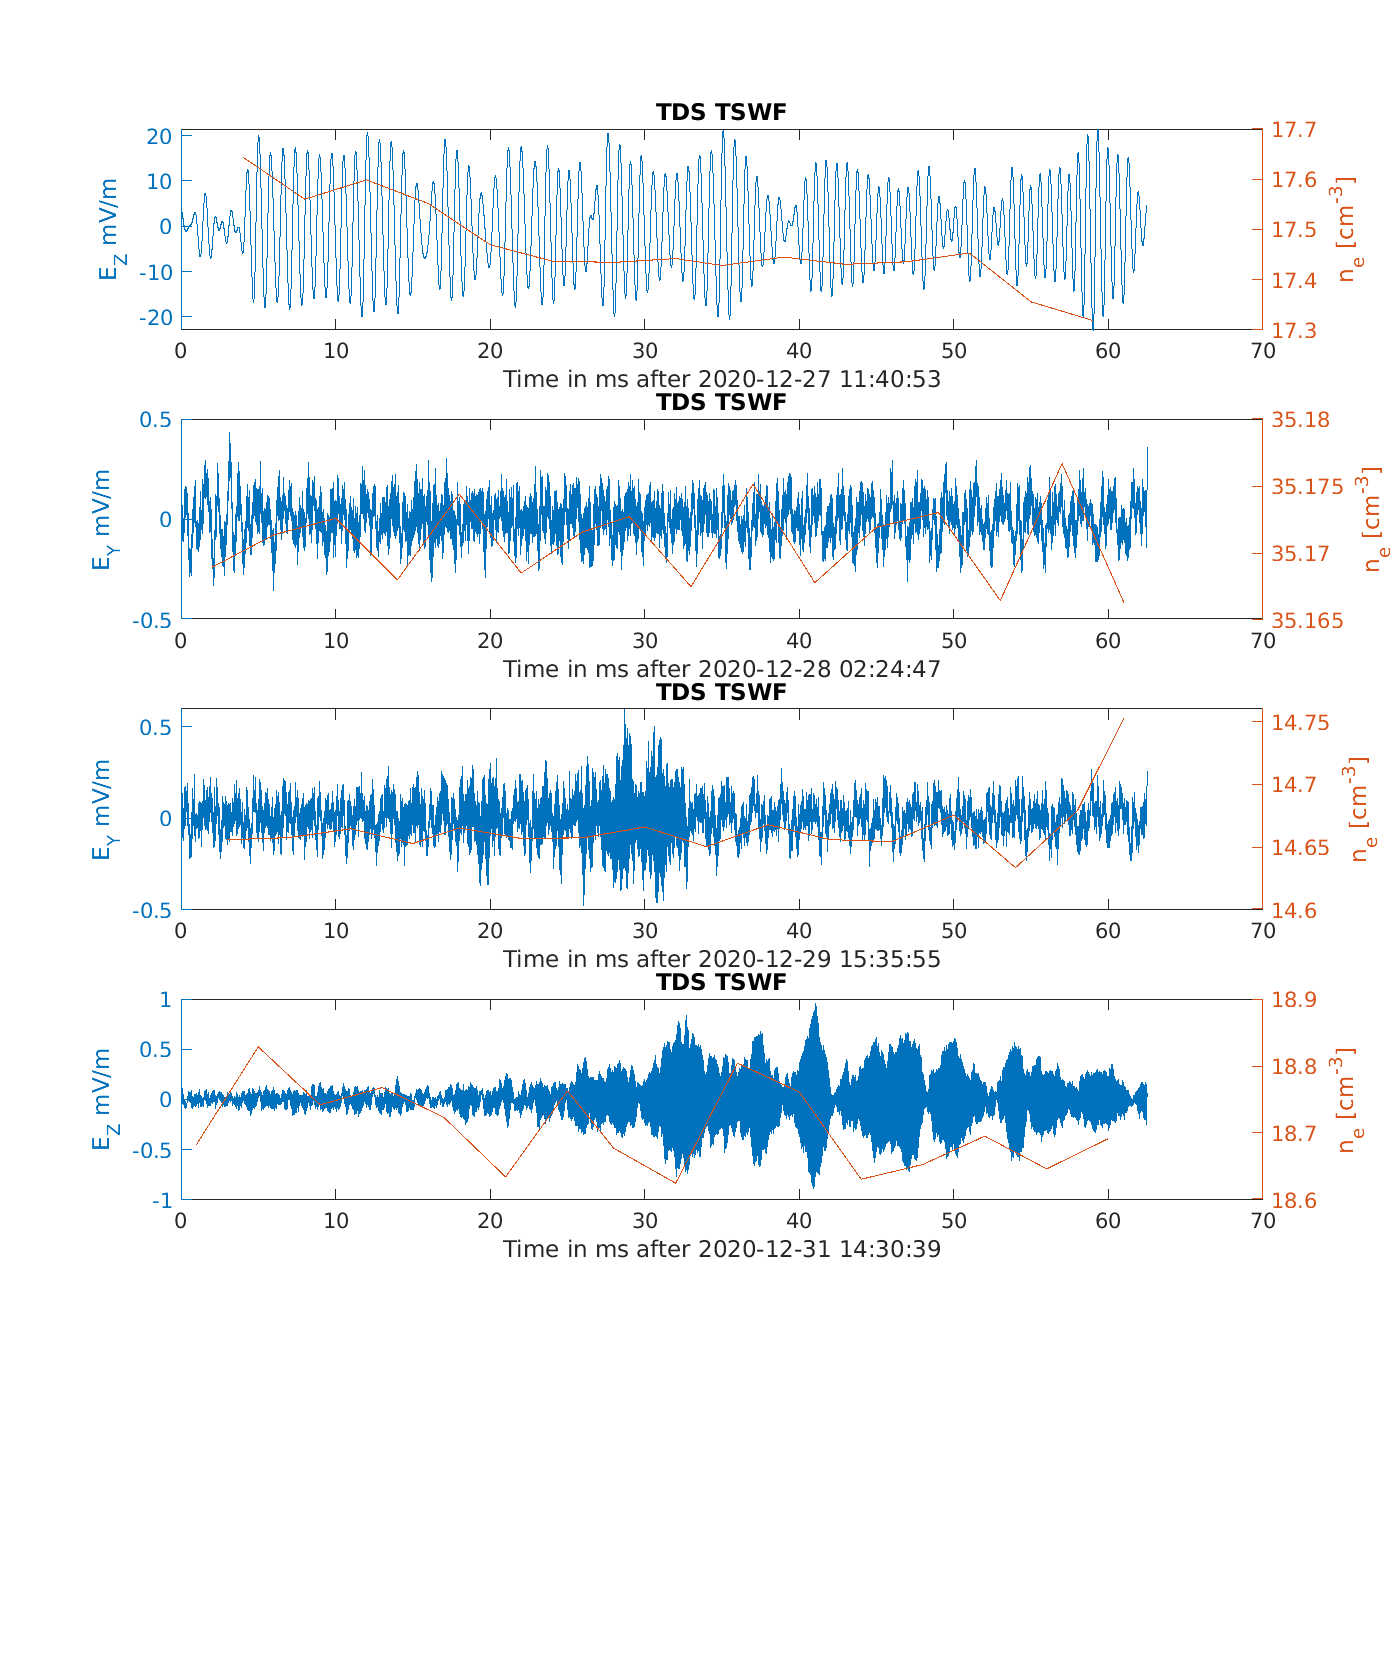 TDS TSWF
20
10
0
-10
-20
E_Z mV/m
17.7
17.6
17.5
17.4
17.3
n_e [cm^-3]
0 10 20 30 40 50 60 70
Time in ms after 2020-12-27 11:40:53
TDS TSWF
0.5
0
-0.5
E_Y mV/m
35.18
35.175
35.17
35.165
n_e [cm^-3]
0 10 20 30 40 50 60 70
Time in ms after 2020-12-28 02:24:47
TDS TSWF
0.5
0
-0.5
E_Y mV/m
14.75
14.7
14.65
14.6
n_e [cm^-3]
0 10 20 30 40 50 60 70
Time in ms after 2020-12-29 15:35:55
TDS TSWF
1
0.5
0
-0.5
-1
E_Z mV/m
18.9
18.8
18.7
18.6
n_e [cm^-3]
0 10 20 30 40 50 60 70
Time in ms after 2020-12-31 14:30:39